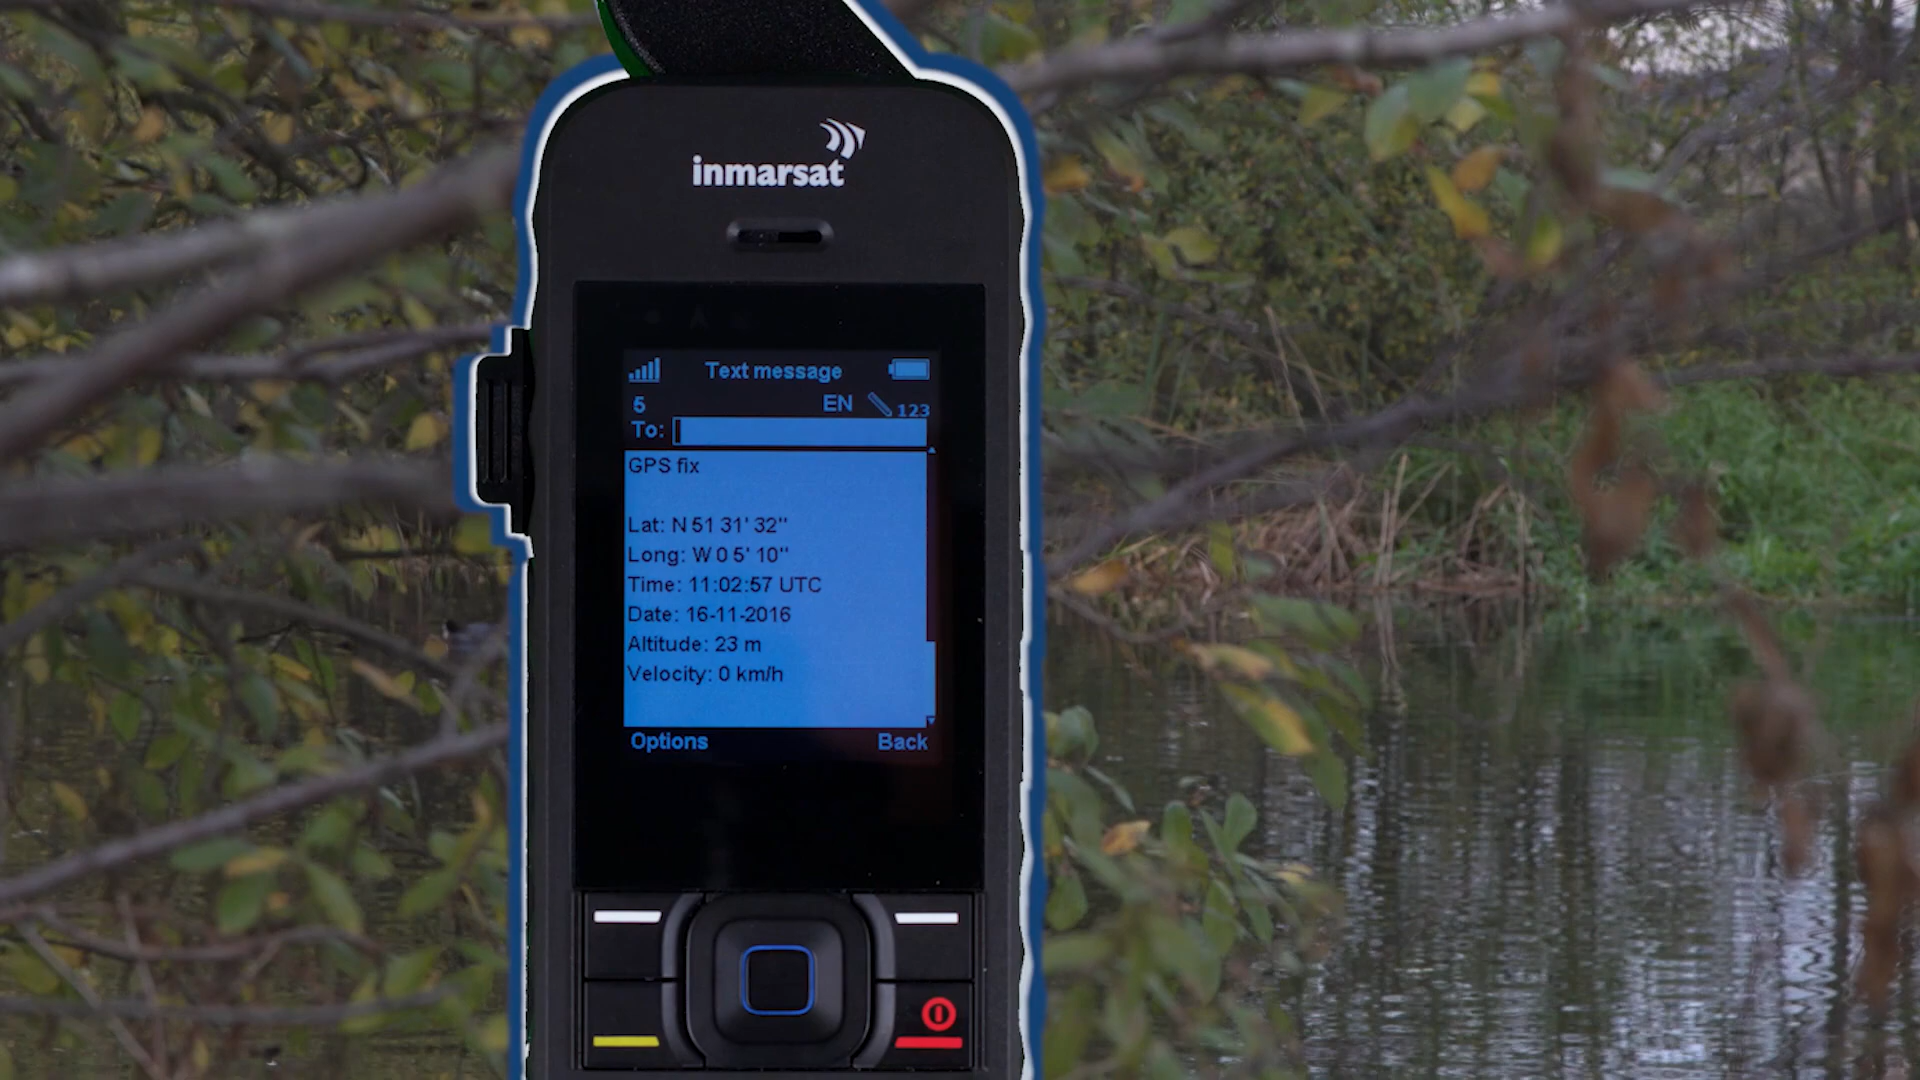 inmarsat
Text message
5 EN 123
To:
GPS fix
Lat: N 51 31' 32"
Long: W 0 5' 10"
Time: 11:02:57 UTC
Date: 16-11-2016
Altitude: 23 m
Velocity: 0 km/h
Options Back